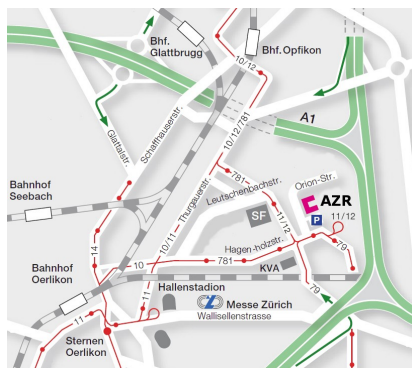 Bhf.
Glattbrugg
Bhf. Opfikon
10/12
A1
Schaffhauserstr.
Glattalstr.
10/12/781
781
Leutschenbachstr.
Orion-Str.
AZR
Bahnhof
Seebach
Thurgauerstr.
SF
11/12
P
11/12
14
10/11
Hagen-holzstr.
79
Bahnhof
Oerlikon
10
781
KVA
Hallenstadion
79
11
Messe Zürich
Wallisellenstrasse
11
Sternen
Oerlikon